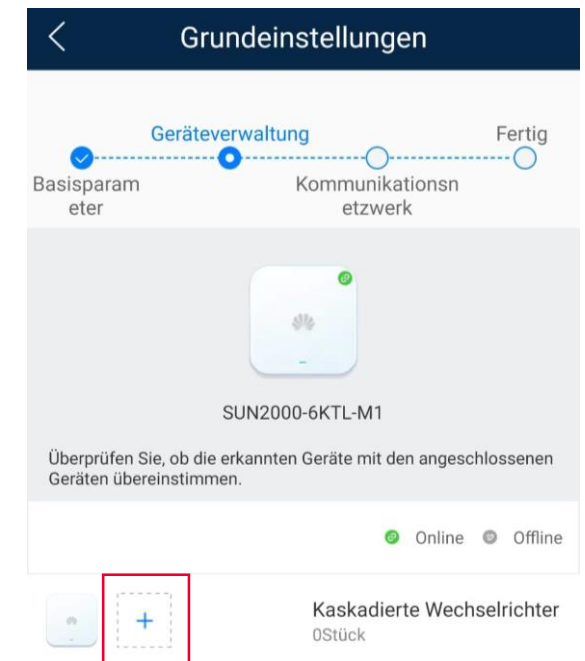 Grundeinstellungen
Geräteverwaltung
Fertig
Basisparam
eter
Kommunikationsn
etzwerk
SUN2000-6KTL-M1
Überprüfen Sie, ob die erkannten Geräte mit den angeschlossenen
Geräten übereinstimmen.
Online Offline
Kaskadierte Wechselrichter
0Stück